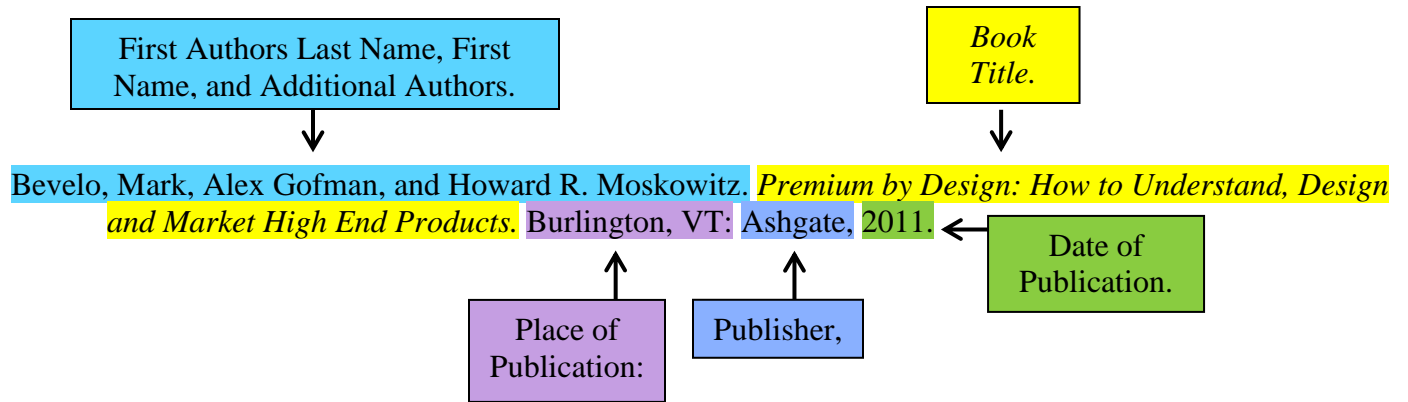 First Authors Last Name, First
Name, and Additional Authors.
Book
Title.
Bevelo, Mark, Alex Gofman, and Howard R. Moskowitz. Premium by Design: How to Understand, Design
and Market High End Products. Burlington, VT: Ashgate, 2011.
Date of
Publication.
Place of
Publication:
Publisher,